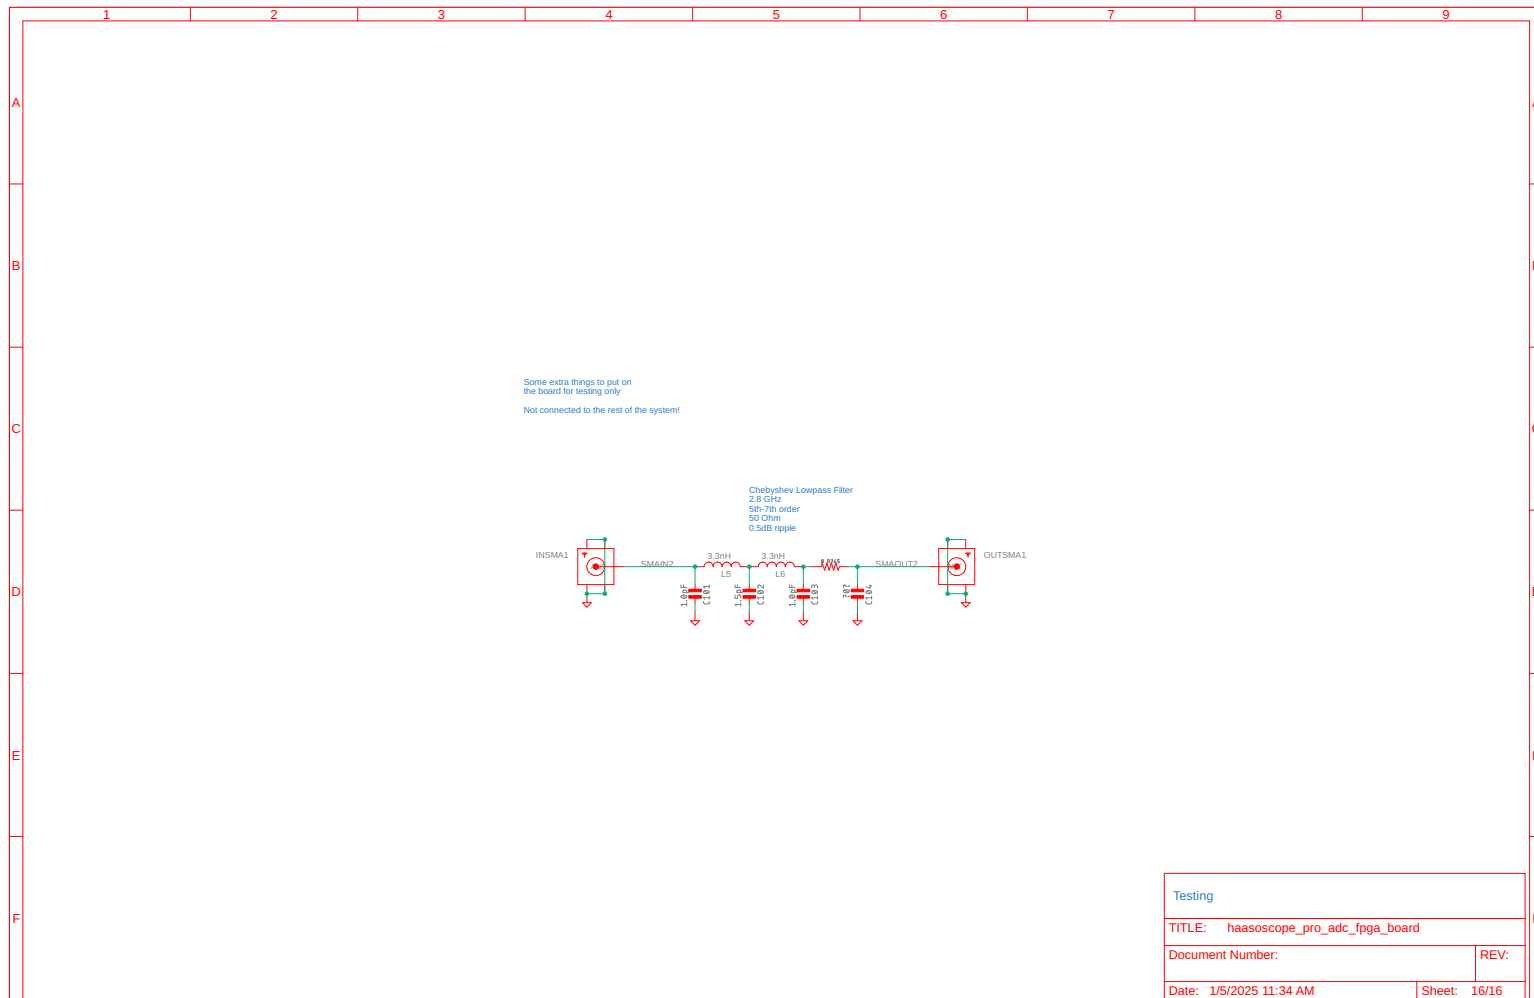 1 2 3 4 5 6 7 8 9
A
B
C
D
E
F
Some extra things to put on
the board for testing only
Not connected to the rest of the system!
Chebyshev Lowpass Filter
2.8 GHz
5th-7th order
50 Ohm
0.5dB ripple
INSMA1
SMAIN2
3.3nH
L5
3.3nH
L6
SMAOUT2
OUTSMA1
1.0pF
C101
1.5pF
C102
1.0pF
C103
?0?
C104
Testing
TITLE: haasoscope_pro_adc_fpga_board
Document Number:
REV:
Date: 1/5/2025 11:34 AM
Sheet: 16/16